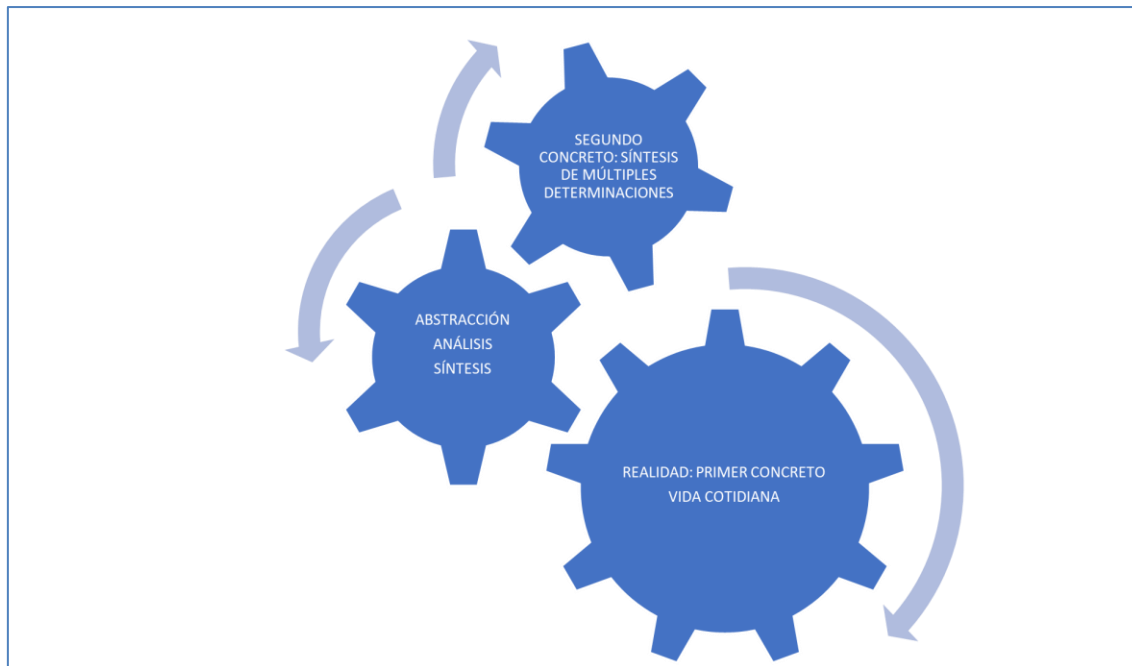 SEGUNDO
CONCRETO: SÍNTESIS
DE MÚLTIPLES
DETERMINACIONES
ABSTRACCIÓN
ANÁLISIS
SÍNTESIS
REALIDAD: PRIMER CONCRETO
VIDA COTIDIANA